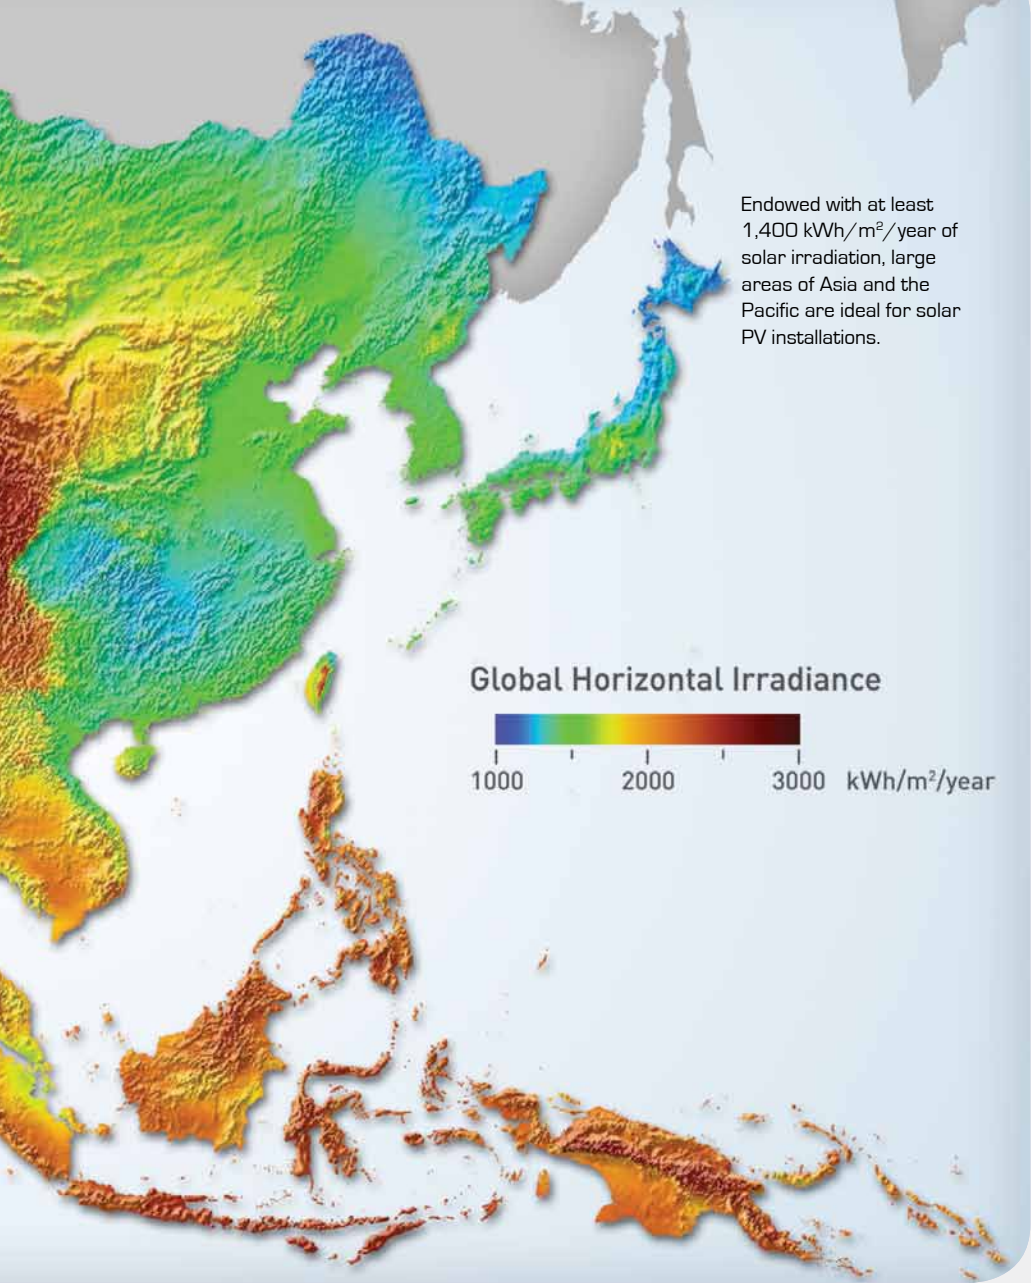 Endowed with at least
1,400 kWh/m²/year of
solar irradiation, large
areas of Asia and the
Pacific are ideal for solar
PV installations.
Global Horizontal Irradiance
1000 2000 3000 kWh/m²/year